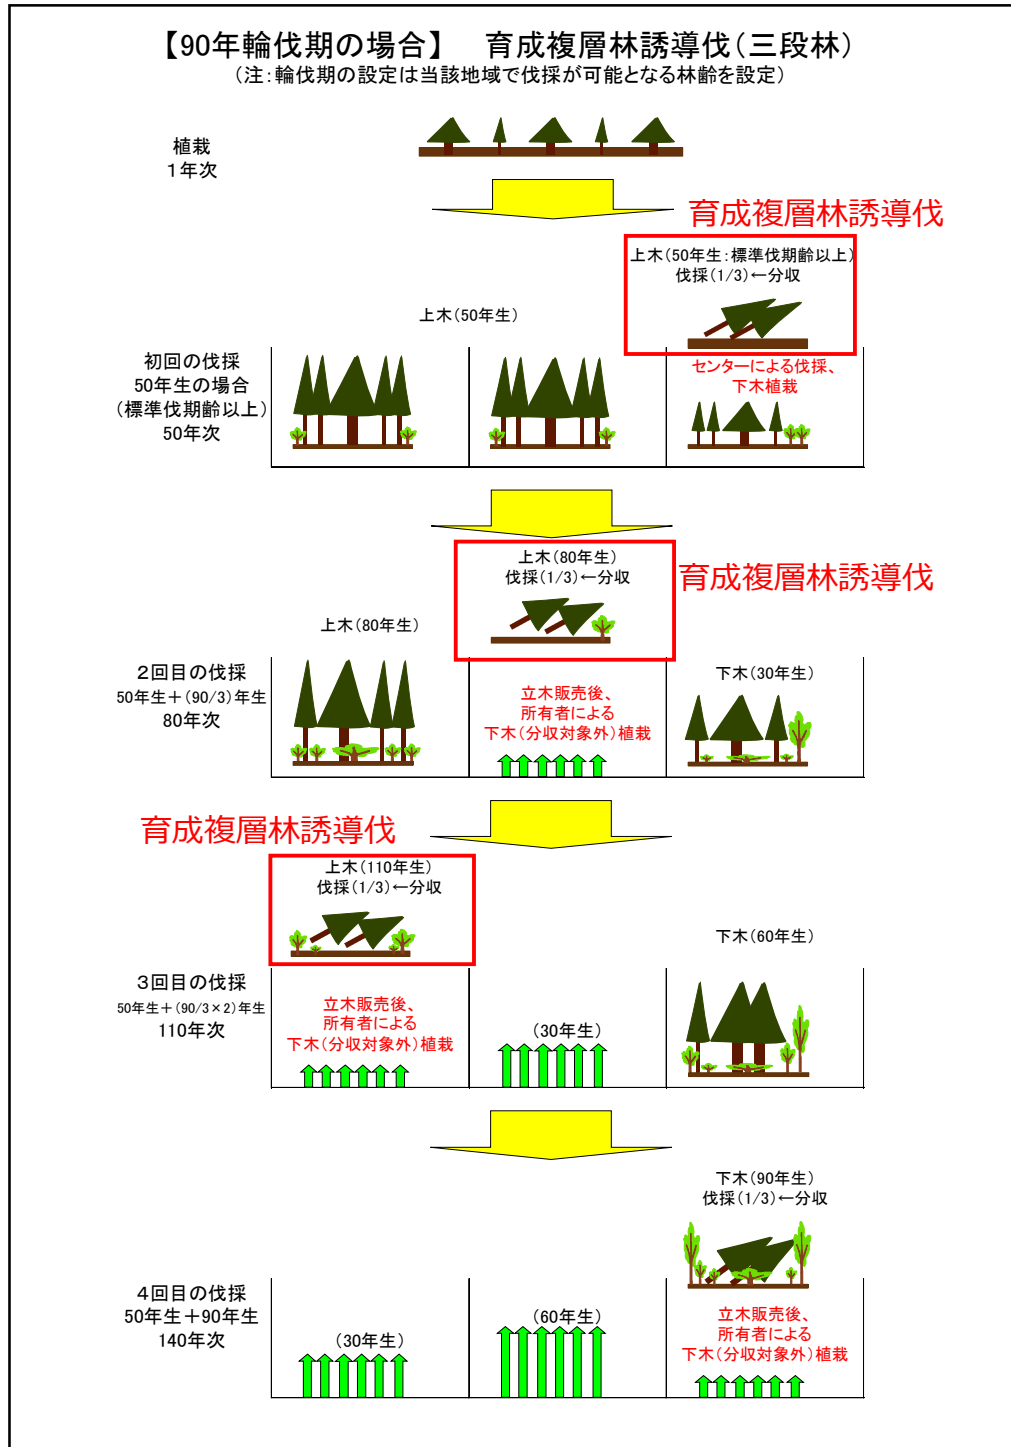 【90年輪伐期の場合】　育成複層林誘導伐（三段林）
（注：輪伐期の設定は当該地域で伐採が可能となる林齢を設定）
植栽
１年次
育成複層林誘導伐
上木（50年生：標準伐期齢以上）
伐採（1/3）←分収
上木（50年生）
初回の伐採
50年生の場合
（標準伐期齢以上）
50年次
センターによる伐採、
下木植栽
上木（80年生）
伐採（1/3）←分収
育成複層林誘導伐
上木（80年生）
２回目の伐採
50年生＋（90/3）年生
80年次
立木販売後、
所有者による
下木（分収対象外）植栽
下木（30年生）
育成複層林誘導伐
上木（110年生）
伐採（1/3）←分収
下木（60年生）
３回目の伐採
50年生＋（90/3×2）年生
110年次
立木販売後、
所有者による
下木（分収対象外）植栽
（30年生）
下木（90年生）
伐採（1/3）←分収
４回目の伐採
50年生＋90年生
140年次
（30年生）
（60年生）
立木販売後、
所有者による
下木（分収対象外）植栽